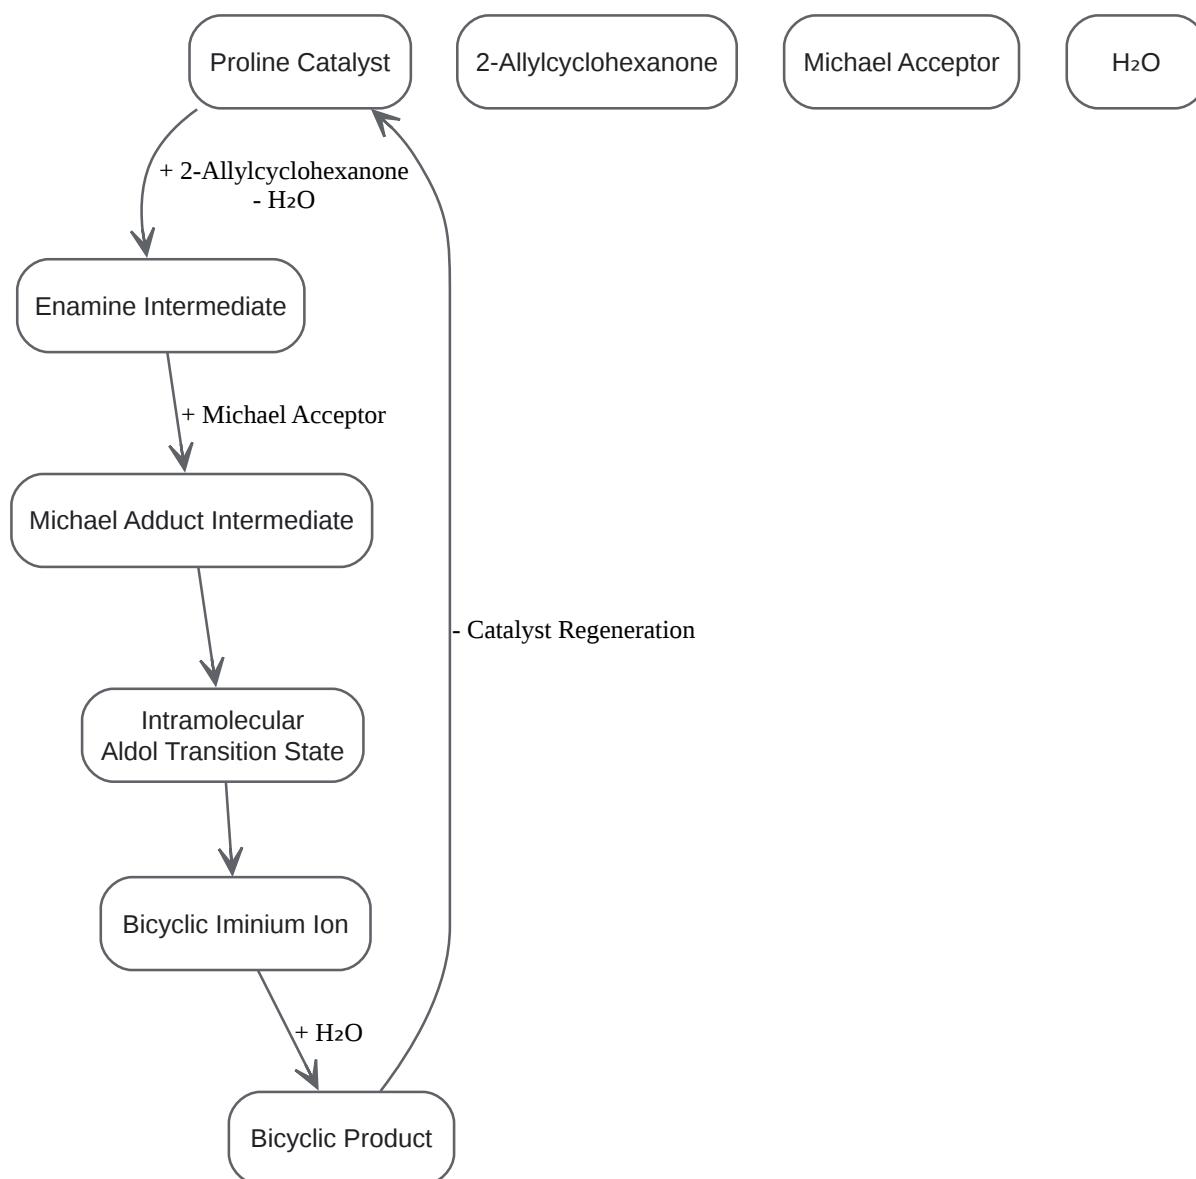 Proline Catalyst
2-Allylcyclohexanone
Michael Acceptor
H₂O
+ 2-Allylcyclohexanone
- H₂O
Enamine Intermediate
+ Michael Acceptor
Michael Adduct Intermediate
- Catalyst Regeneration
Intramolecular
Aldol Transition State
Bicyclic Iminium Ion
+ H₂O
Bicyclic Product